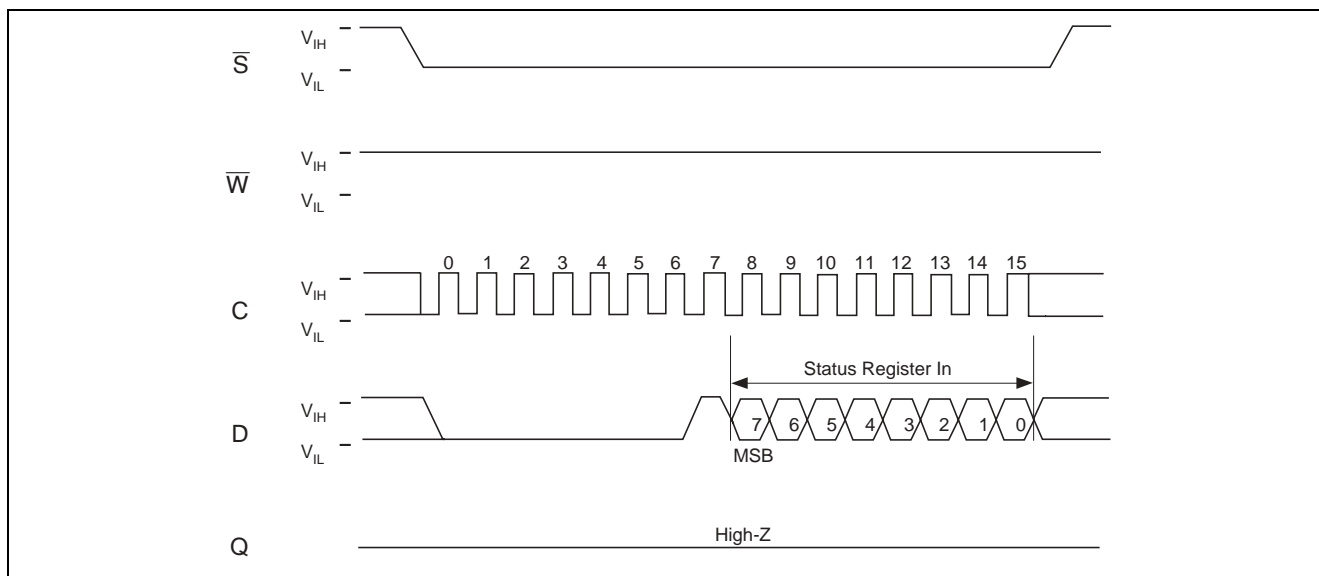 V_IH
S̅
V_IL
V_IH
W̅
V_IL
0 1 2 3 4 5 6 7 8 9 10 11 12 13 14 15
V_IH
C
V_IL
Status Register In
V_IH
D
7 6 5 4 3 2 1 0
V_IL
MSB
High-Z
Q